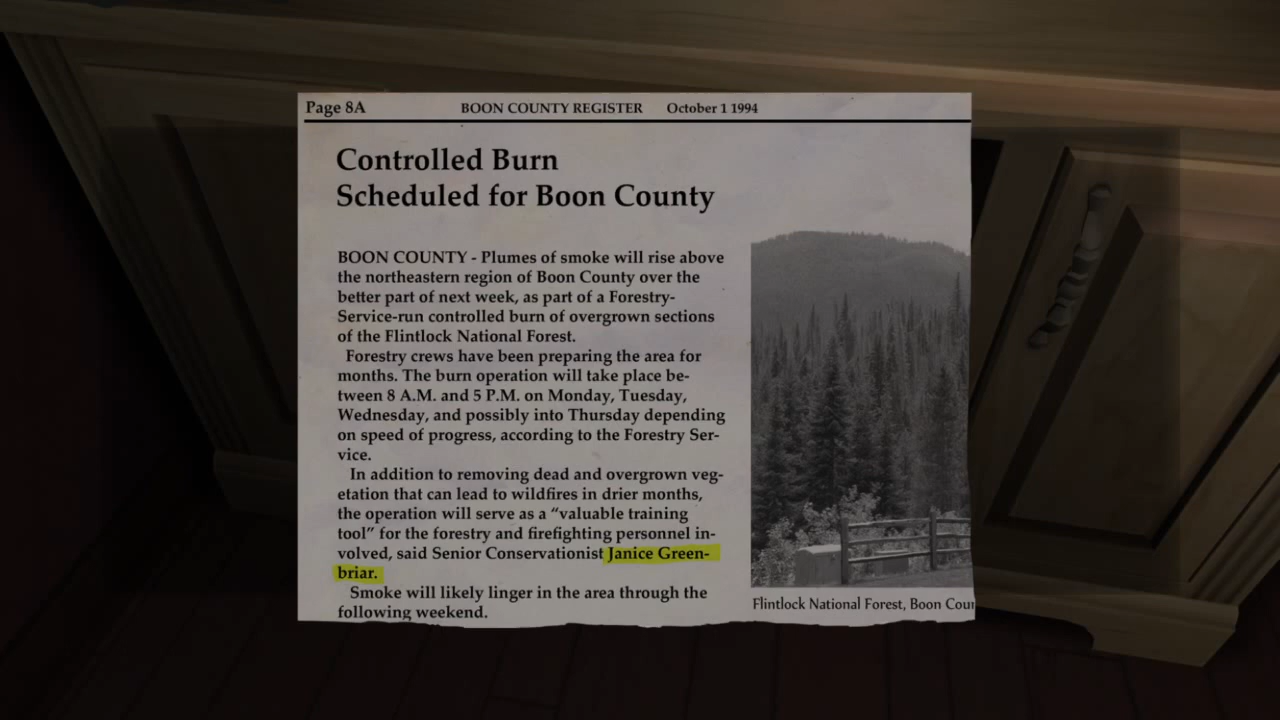 Page 8A BOON COUNTY REGISTER October 1 1994
Controlled Burn
Scheduled for Boon County
BOON COUNTY - Plumes of smoke will rise above
the northeastern region of Boon County over the
better part of next week, as part of a Forestry-
Service-run controlled burn of overgrown sections
of the Flintlock National Forest.
Forestry crews have been preparing the area for
months. The burn operation will take place be-
tween 8 A.M. and 5 P.M. on Monday, Tuesday,
Wednesday, and possibly into Thursday depending
on speed of progress, according to the Forestry Ser-
vice.
In addition to removing dead and overgrown veg-
etation that can lead to wildfires in drier months,
the operation will serve as a “valuable training
tool” for the forestry and firefighting personnel in-
volved, said Senior Conservationist Janice Green-
briar.
Smoke will likely linger in the area through the
following weekend.
Flintlock National Forest, Boon Coun